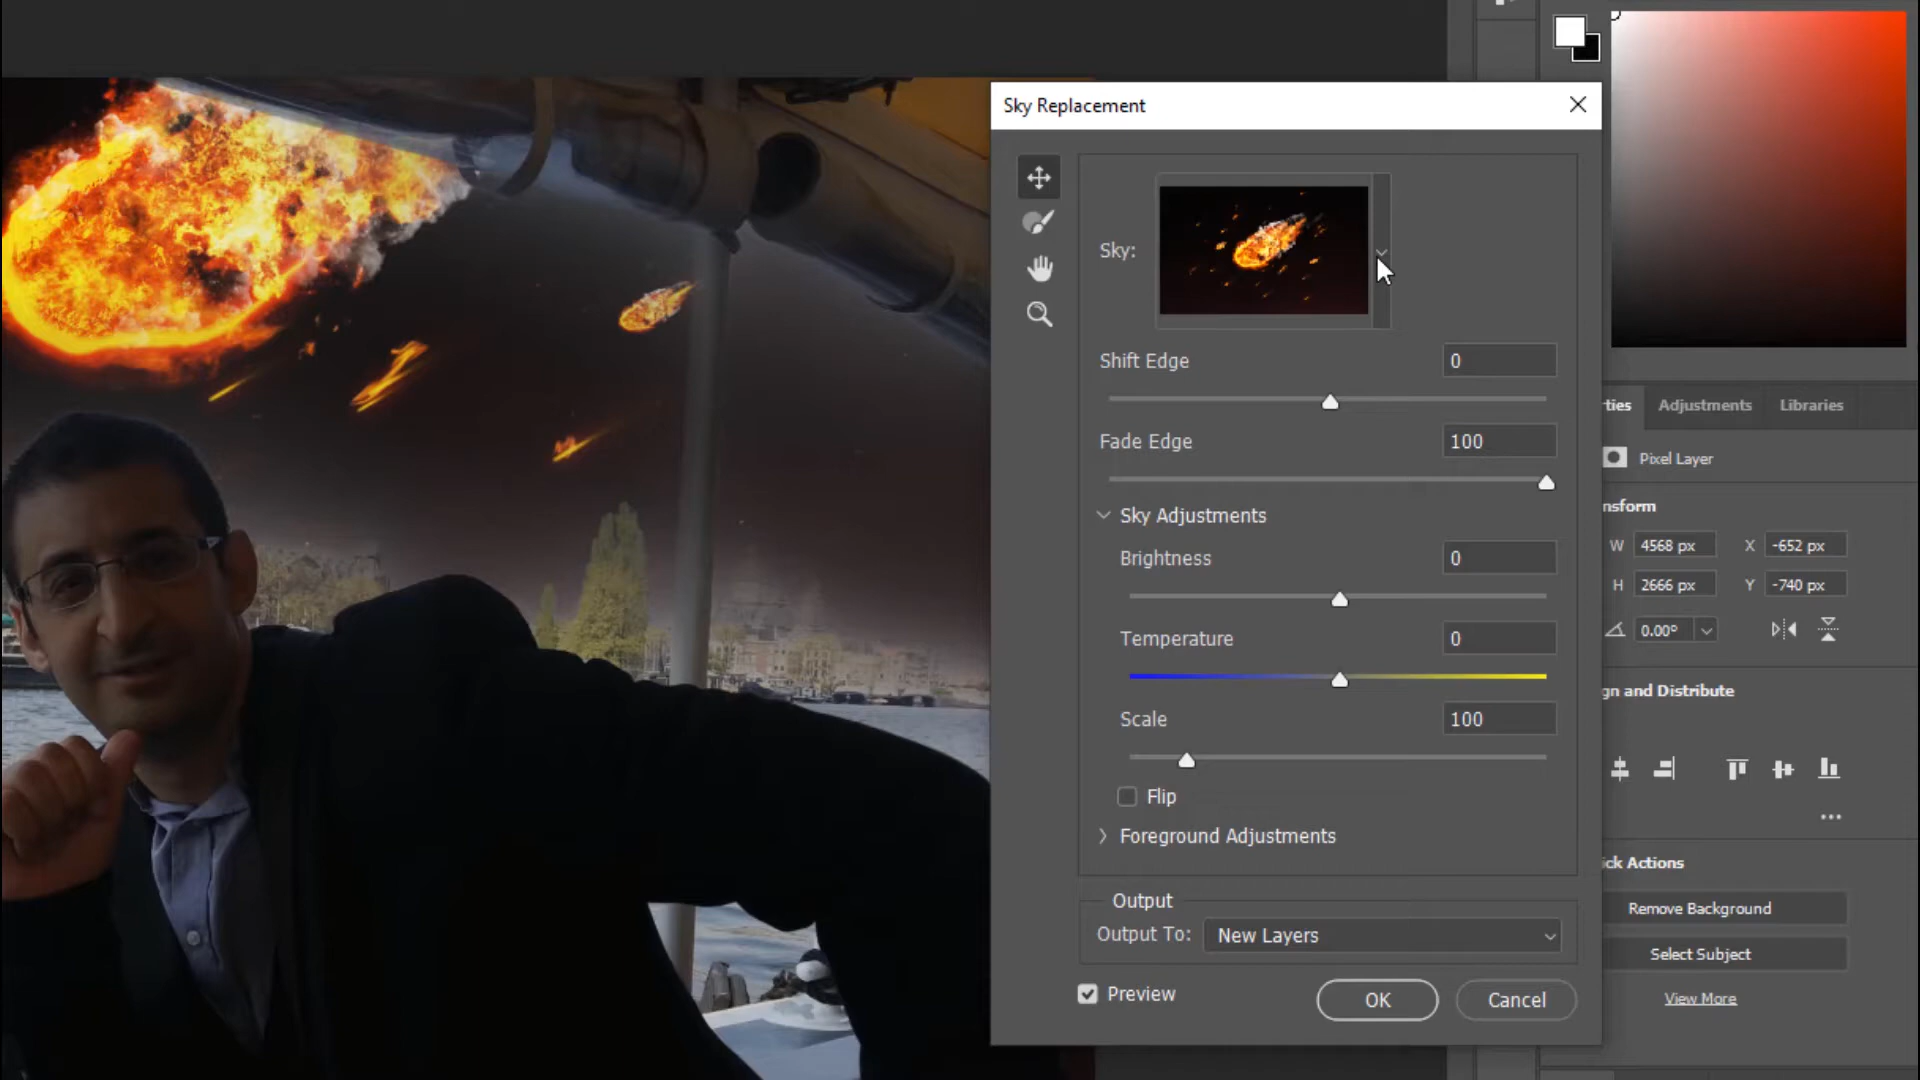 Sky Replacement
Sky:
Shift Edge
0
Fade Edge
100
Sky Adjustments
Brightness
0
Temperature
0
Scale
100
Flip
Foreground Adjustments
Output
Output To:
New Layers
Preview
OK
Cancel
rties
Adjustments
Libraries
Pixel Layer
nsform
W
4568 px
X
-652 px
H
2666 px
Y
-740 px
0.00°
gn and Distribute
ick Actions
Remove Background
Select Subject
View More